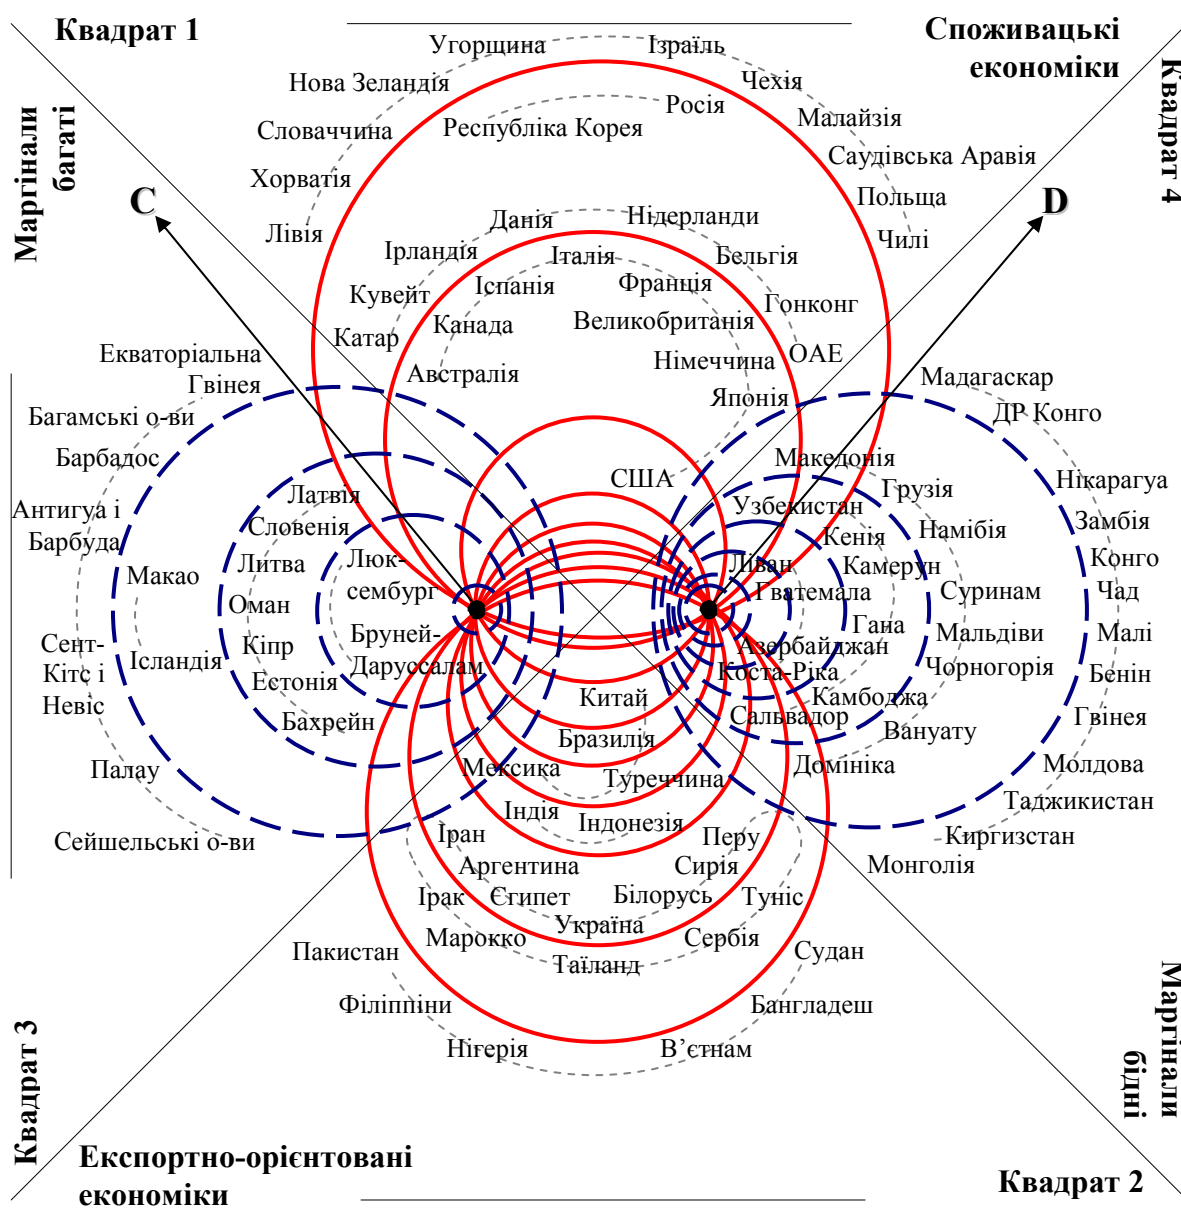 Квадрат 1
Споживацькі
економіки
Квадрат 4
Маргінали
багаті
C
D
Угорщина
Ізраїль
Нова Зеландія
Чехія
Росія
Словаччина
Республіка Корея
Малайзія
Саудівська Аравія
Хорватія
Польща
Лівія
Чилі
Данія
Нідерланди
Ірландія
Італія
Бельгія
Кувейт
Іспанія
Франція
Гонконг
Катар
Канада
Великобританія
Австралія
Німеччина
ОАЕ
Японія
США
Екваторіальна
Гвінея
Багамські о-ви
Барбадос
Антигуа і
Барбуда
Макао
Сент-
Кітс і
Невіс
Ісландія
Палау
Сейшельські о-ви
Латвія
Словенія
Литва
Оман
Кіпр
Естонія
Бахрейн
Люк-
сембург
Бруней-
Даруссалам
Мадагаскар
ДР Конго
Македонія
Грузія
Нікарагуа
Узбекистан
Замбія
Кенія
Намібія
Конго
Ліван
Камерун
Чад
Гватемала
Суринам
Гана
Мальдіви
Малі
Азербайджан
Коста-Ріка
Чорногорія
Бенін
Камбоджа
Сальвадор
Вануату
Гвінея
Домініка
Молдова
Таджикистан
Киргизстан
Монголія
Китай
Бразилія
Мексика
Туреччина
Індія
Індонезія
Іран
Перу
Аргентина
Сирія
Ірак
Єгипет
Білорусь
Туніс
Марокко
Україна
Сербія
Таїланд
Пакистан
Судан
Філіппіни
Бангладеш
Нігерія
В’єтнам
Квадрат 3
Експортно-орієнтовані
економіки
Маргінали
бідні
Квадрат 2